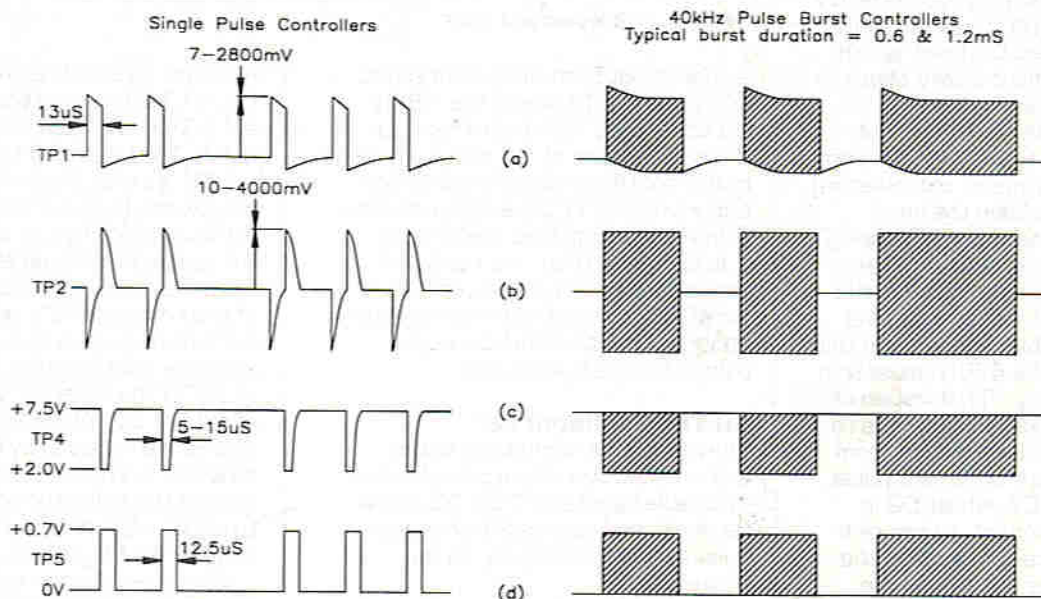 Single Pulse Controllers
40kHz Pulse Burst Controllers
Typical burst duration = 0.6 & 1.2mS
7-2800mV
13uS
TP1
(a)
10-4000mV
TP2
(b)
+7.5V
(c)
TP4
5-15uS
+2.0V
+0.7V
TP5
12.5uS
0V
(d)